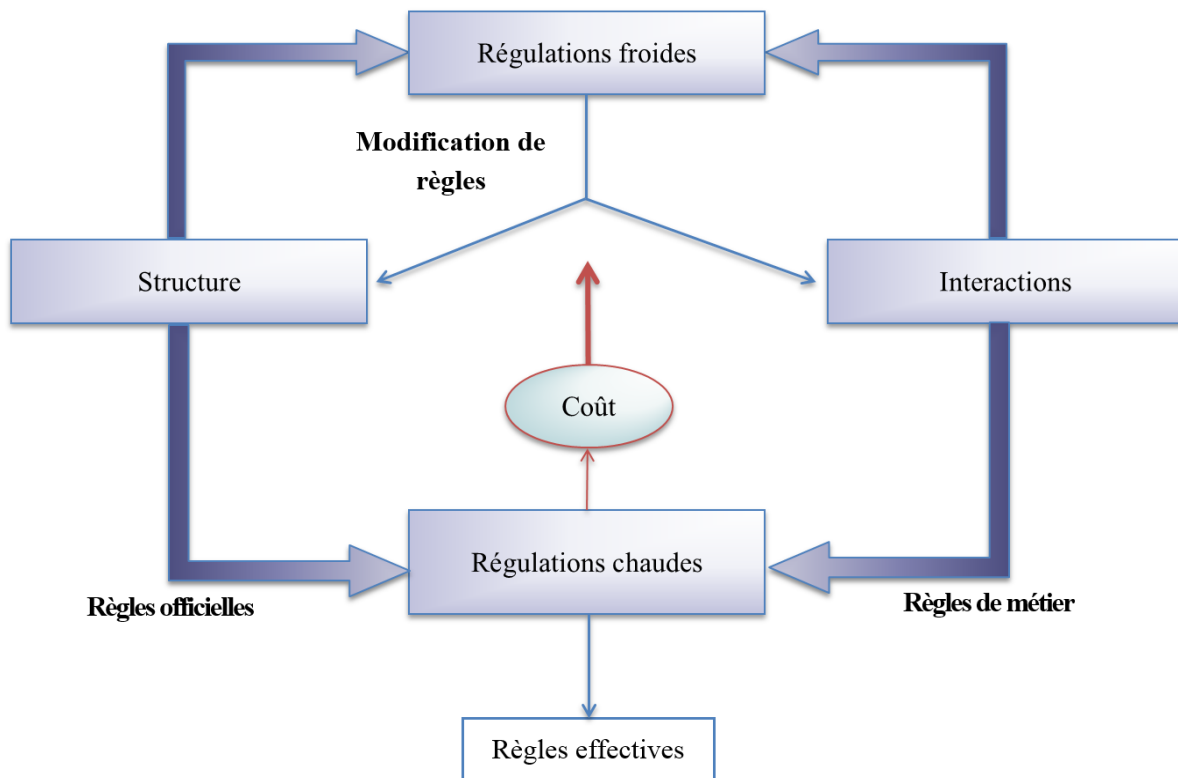 Régulations froides
Modification de
règles
Structure
Interactions
Coût
Régulations chaudes
Règles officielles
Règles de métier
Règles effectives